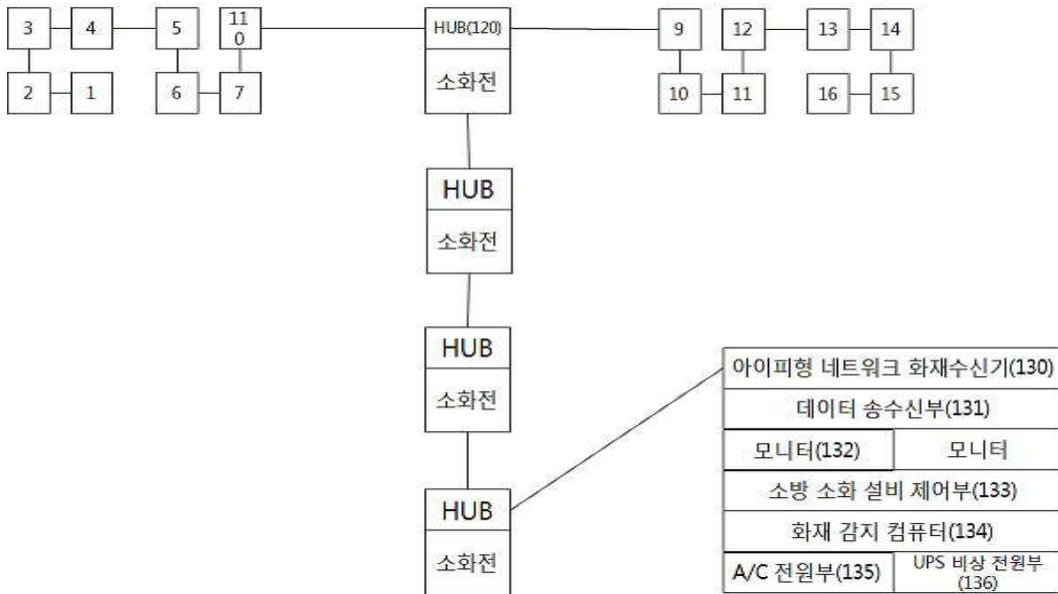 3 4 5 110 HUB(120) 9 12 13 14
소화전
2 1 6 7 10 11 16 15
HUB
소화전
HUB
소화전
아이피형 네트워크 화재수신기(130)
데이터 송수신부(131)
모니터(132) 모니터
HUB
소방 소화 설비 제어부(133)
화재 감지 컴퓨터(134)
소화전
A/C 전원부(135) UPS 비상 전원부
(136)